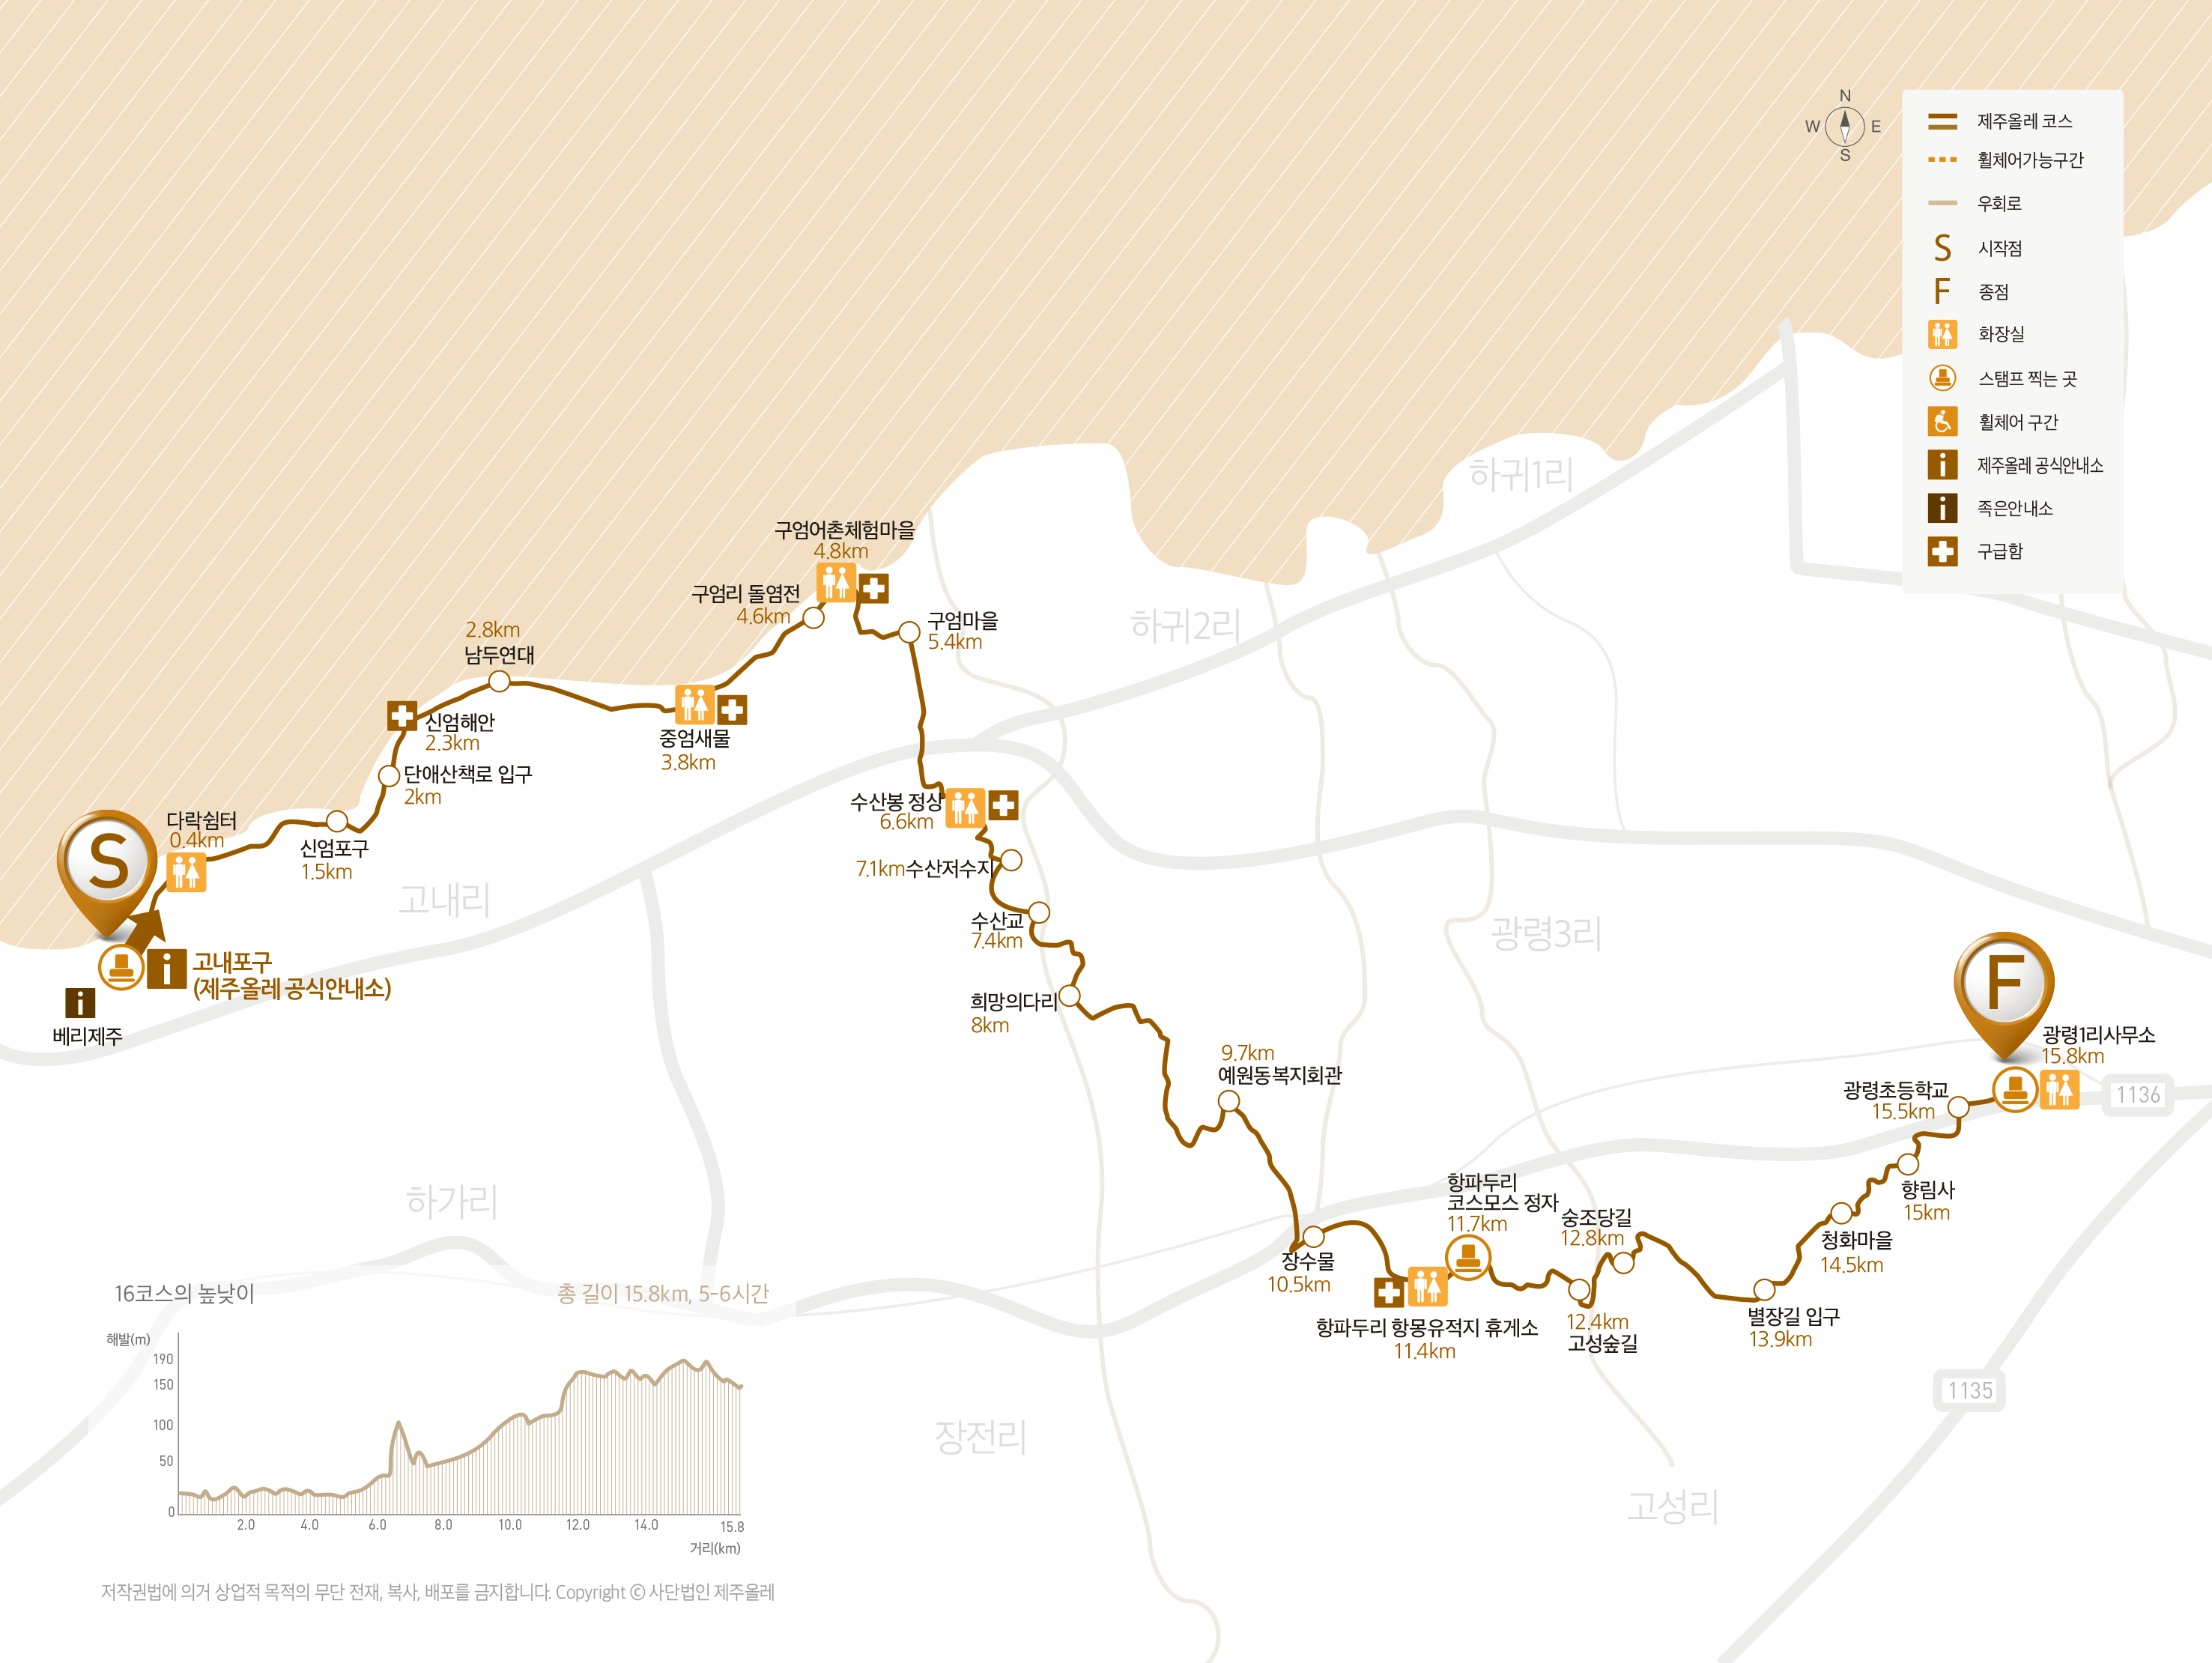 N
W E
S
제주올레 코스
휠체어가능구간
우회로
S 시작점
F 종점
화장실
스탬프 찍는 곳
휠체어 구간
i 제주올레 공식안내소
i 족은안내소
구급함
하귀1리
하귀2리
고내리
광령3리
하가리
장전리
고성리
1136
1135
S
i
고내포구
(제주올레 공식안내소)
i
베리제주
다락쉼터
0.4km
신엄포구
1.5km
단애산책로 입구
2km
신엄해안
2.3km
2.8km
남두연대
중엄새물
3.8km
구엄리 돌염전
4.6km
구엄어촌체험마을
4.8km
구엄마을
5.4km
수산봉 정상
6.6km
7.1km수산저수지
수산교
7.4km
희망의다리
8km
9.7km
예원동복지회관
장수물
10.5km
항파두리 항몽유적지 휴게소
11.4km
항파두리
코스모스 정자
11.7km
12.4km
고성숲길
숭조당길
12.8km
별장길 입구
13.9km
청화마을
14.5km
향림사
15km
광령초등학교
15.5km
F
광령1리사무소
15.8km
16코스의 높낮이 총 길이 15.8km, 5-6시간
해발(m)
190
150
100
50
0
2.0 4.0 6.0 8.0 10.0 12.0 14.0 15.8
거리(km)
저작권법에 의거 상업적 목적의 무단 전재, 복사, 배포를 금지합니다. Copyright ⓒ 사단법인 제주올레